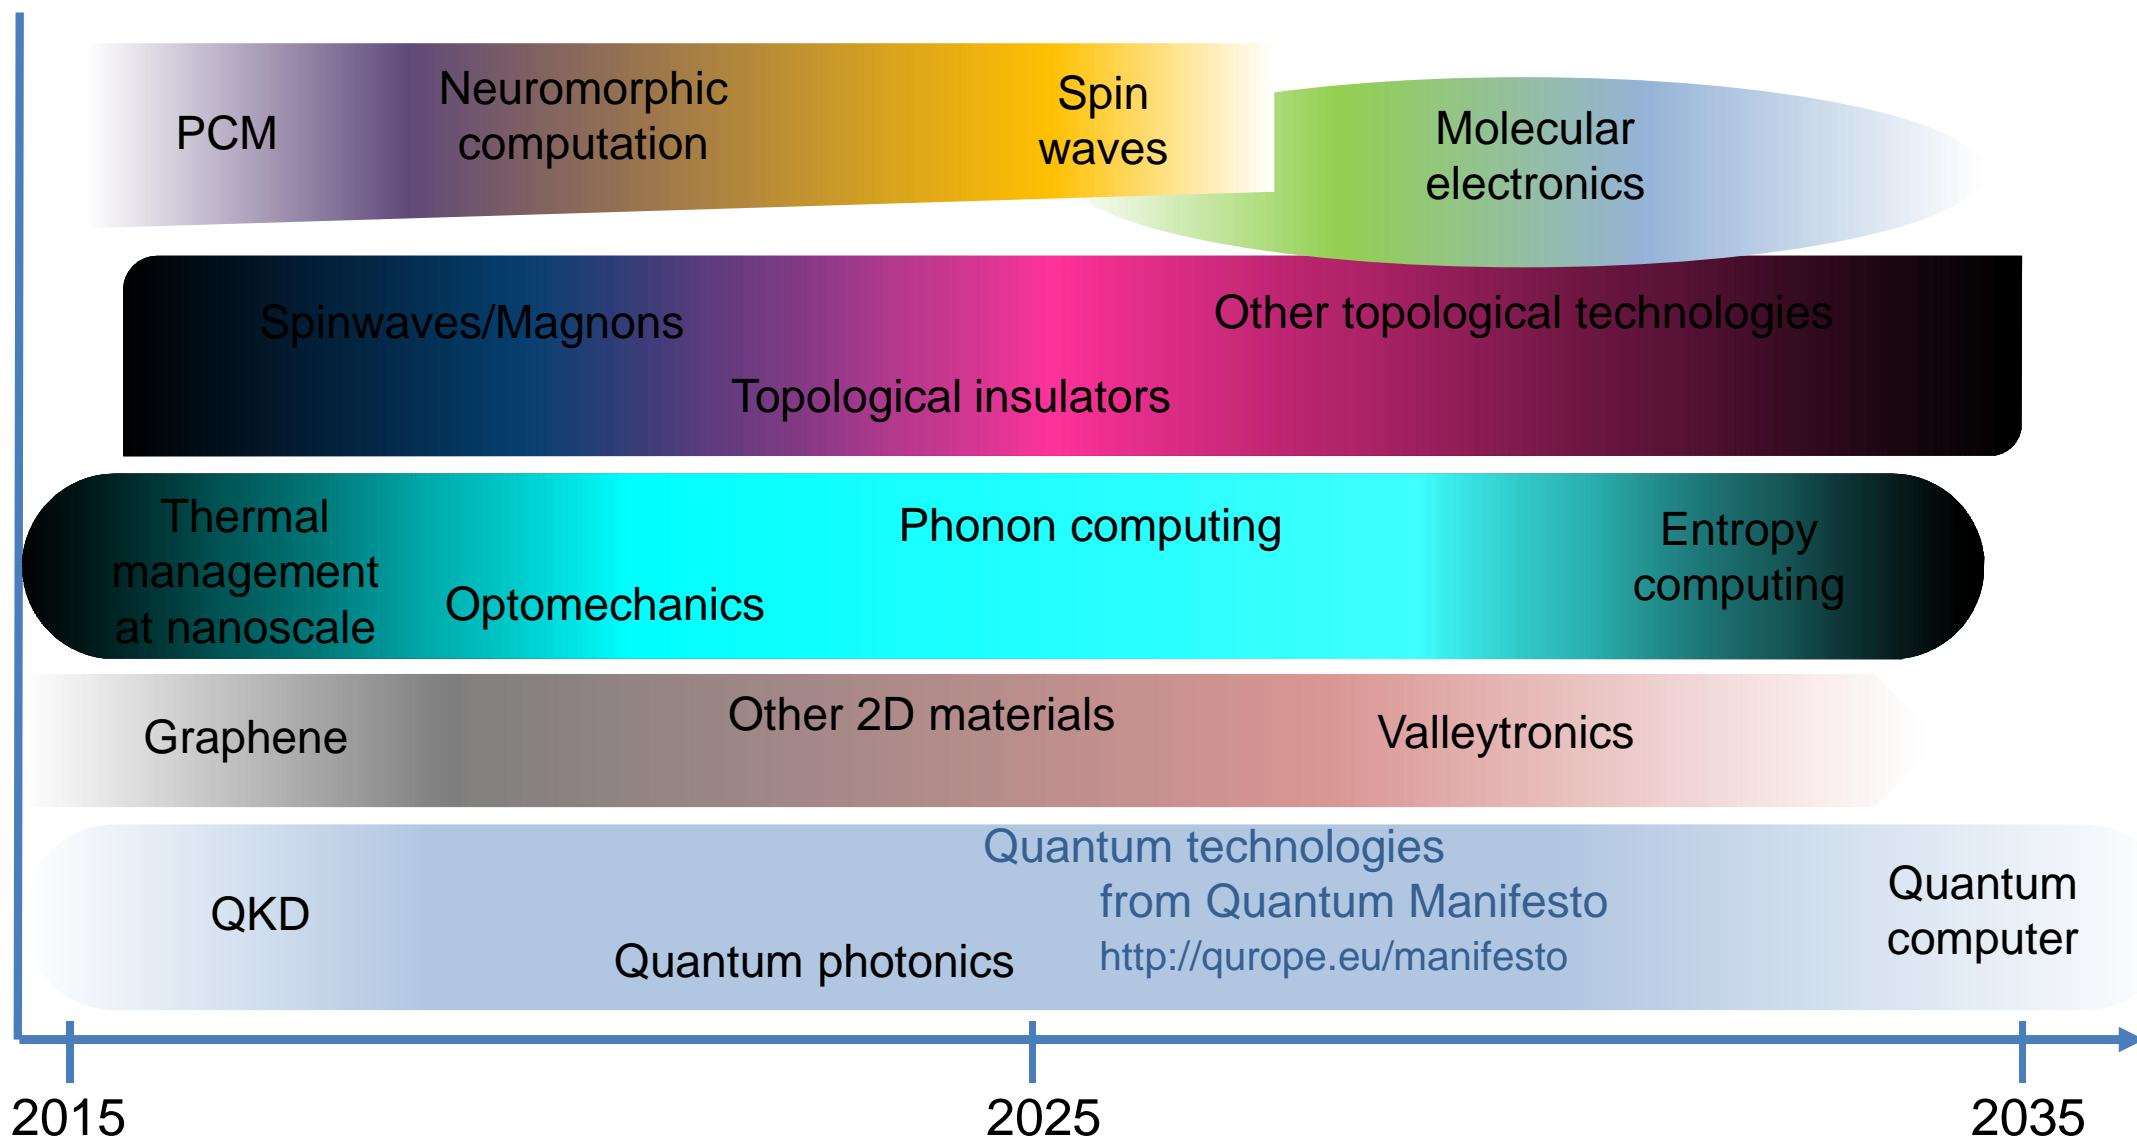 PCM
Neuromorphic
computation
Spin
waves
Molecular
electronics
Spinwaves/Magnons
Topological insulators
Other topological technologies
Thermal
management
at nanoscale
Optomechanics
Phonon computing
Entropy
computing
Graphene
Other 2D materials
Valleytronics
QKD
Quantum photonics
Quantum technologies
from Quantum Manifesto
http://qurope.eu/manifesto
Quantum
computer
2015
2025
2035